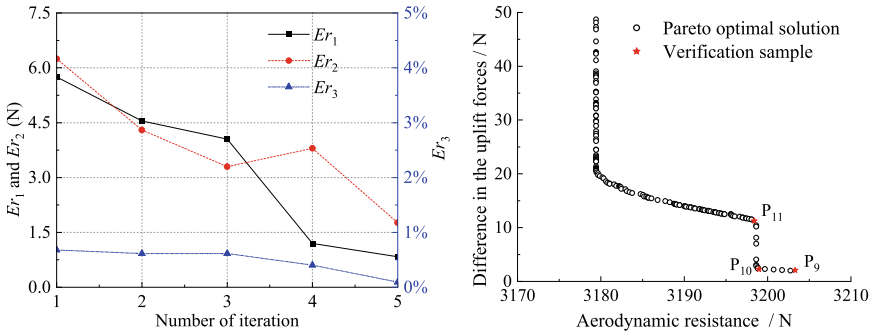 7.5
6.0
4.5
3.0
1.5
0.0
Er1 and Er2 (N)
1
2
3
4
5
Number of iteration
5%
4%
3%
2%
1%
0%
Er3
Er1
Er2
Er3
50
40
30
20
10
0
Difference in the uplift forces / N
3170
3180
3190
3200
3210
Aerodynamic resistance / N
Pareto optimal solution
Verification sample
P11
P10
P9